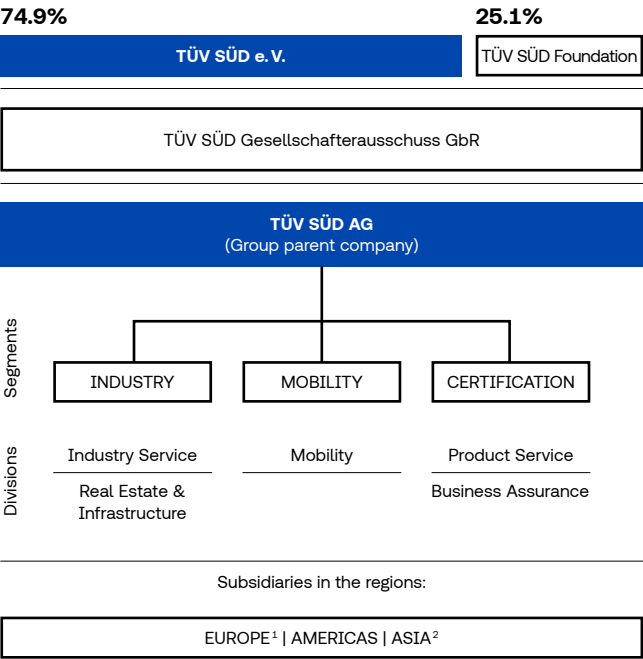 74.9%
25.1%
TÜV SÜD e. V.
TÜV SÜD Foundation
TÜV SÜD Gesellschafterausschuss GbR
TÜV SÜD AG
(Group parent company)
Segments
INDUSTRY
MOBILITY
CERTIFICATION
Divisions
Industry Service
Mobility
Product Service
Real Estate &
Infrastructure
Business Assurance
Subsidiaries in the regions:
EUROPE¹ | AMERICAS | ASIA²